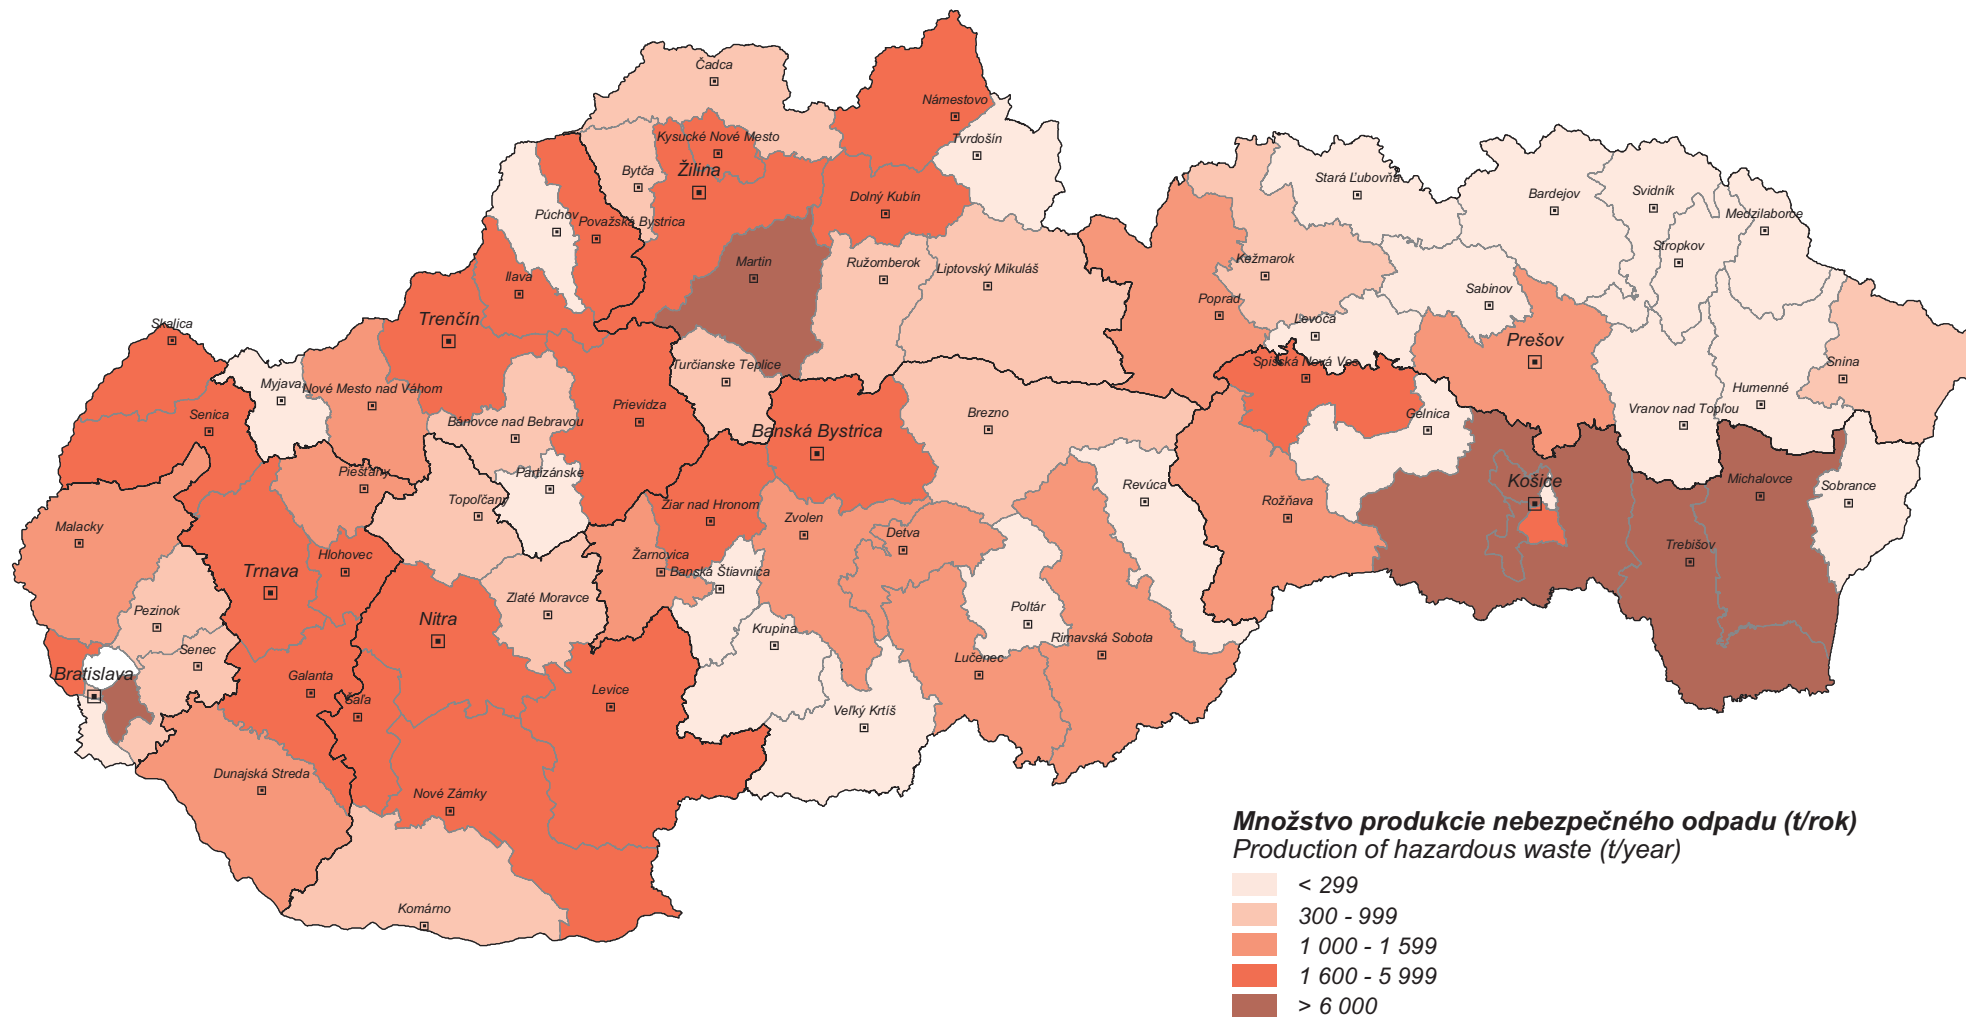 Čadca
Námestovo
Kysucké Nové Mesto
Tvrdošín
Bytča
Žilina
Stará Ľubovňa
Bardejov
Svidník
Dolný Kubín
Medzilaborce
Púchov
Považská Bystrica
Stropkov
Martin
Ružomberok
Liptovský Mikuláš
Kežmarok
Ilava
Sabinov
Poprad
Trenčín
Levoča
Skalica
Prešov
Turčianske Teplice
Spišská Nová Ves
Snina
Myjava
Nové Mesto nad Váhom
Humenné
Senica
Prievidza
Brezno
Gelnica
Vranov nad Topľou
Bánovce nad Bebravou
Banská Bystrica
Piešťany
Partizánske
Revúca
Košice
Michalovce
Sobrance
Topoľčany
Žiar nad Hronom
Rožňava
Malacky
Zvolen
Detva
Hlohovec
Žarnovica
Trebišov
Trnava
Banská Štiavnica
Pezinok
Zlaté Moravce
Nitra
Poltár
Krupina
Rimavská Sobota
Senec
Lučenec
Bratislava
Galanta
Levice
Šaľa
Veľký Krtíš
Dunajská Streda
Nové Zámky
Komárno
Množstvo produkcie nebezpečného odpadu (t/rok)
Production of hazardous waste (t/year)
< 299
300 - 999
1 000 - 1 599
1 600 - 5 999
> 6 000